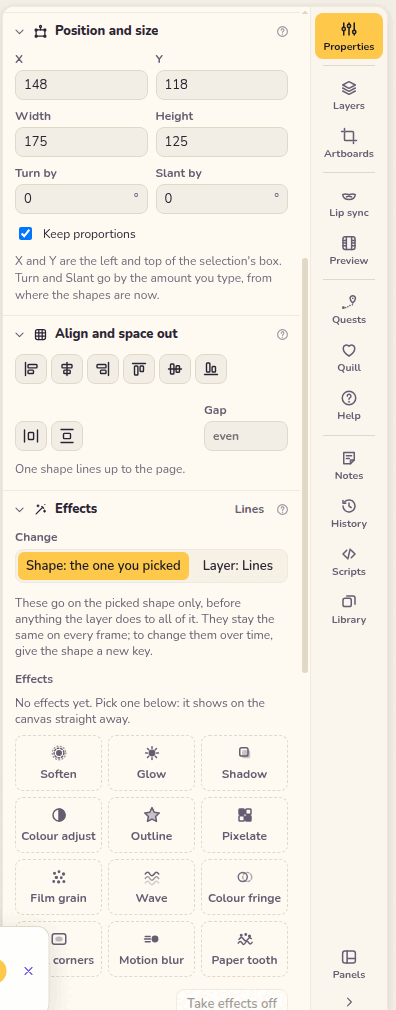 Position and size
X
Y
148
118
Width
Height
175
125
Turn by
Slant by
0 °
0 °
Keep proportions
X and Y are the left and top of the selection's box.
Turn and Slant go by the amount you type, from
where the shapes are now.
Align and space out
Gap
even
One shape lines up to the page.
Effects
Lines
Change
Shape: the one you picked
Layer: Lines
These go on the picked shape only, before
anything the layer does to all of it. They stay the
same on every frame; to change them over time,
give the shape a new key.
Effects
No effects yet. Pick one below: it shows on the
canvas straight away.
Soften
Glow
Shadow
Colour adjust
Outline
Pixelate
Film grain
Wave
Colour fringe
corners
Motion blur
Paper tooth
Take effects off
Properties
Layers
Artboards
Lip sync
Preview
Quests
Quill
Help
Notes
History
Scripts
Library
Panels